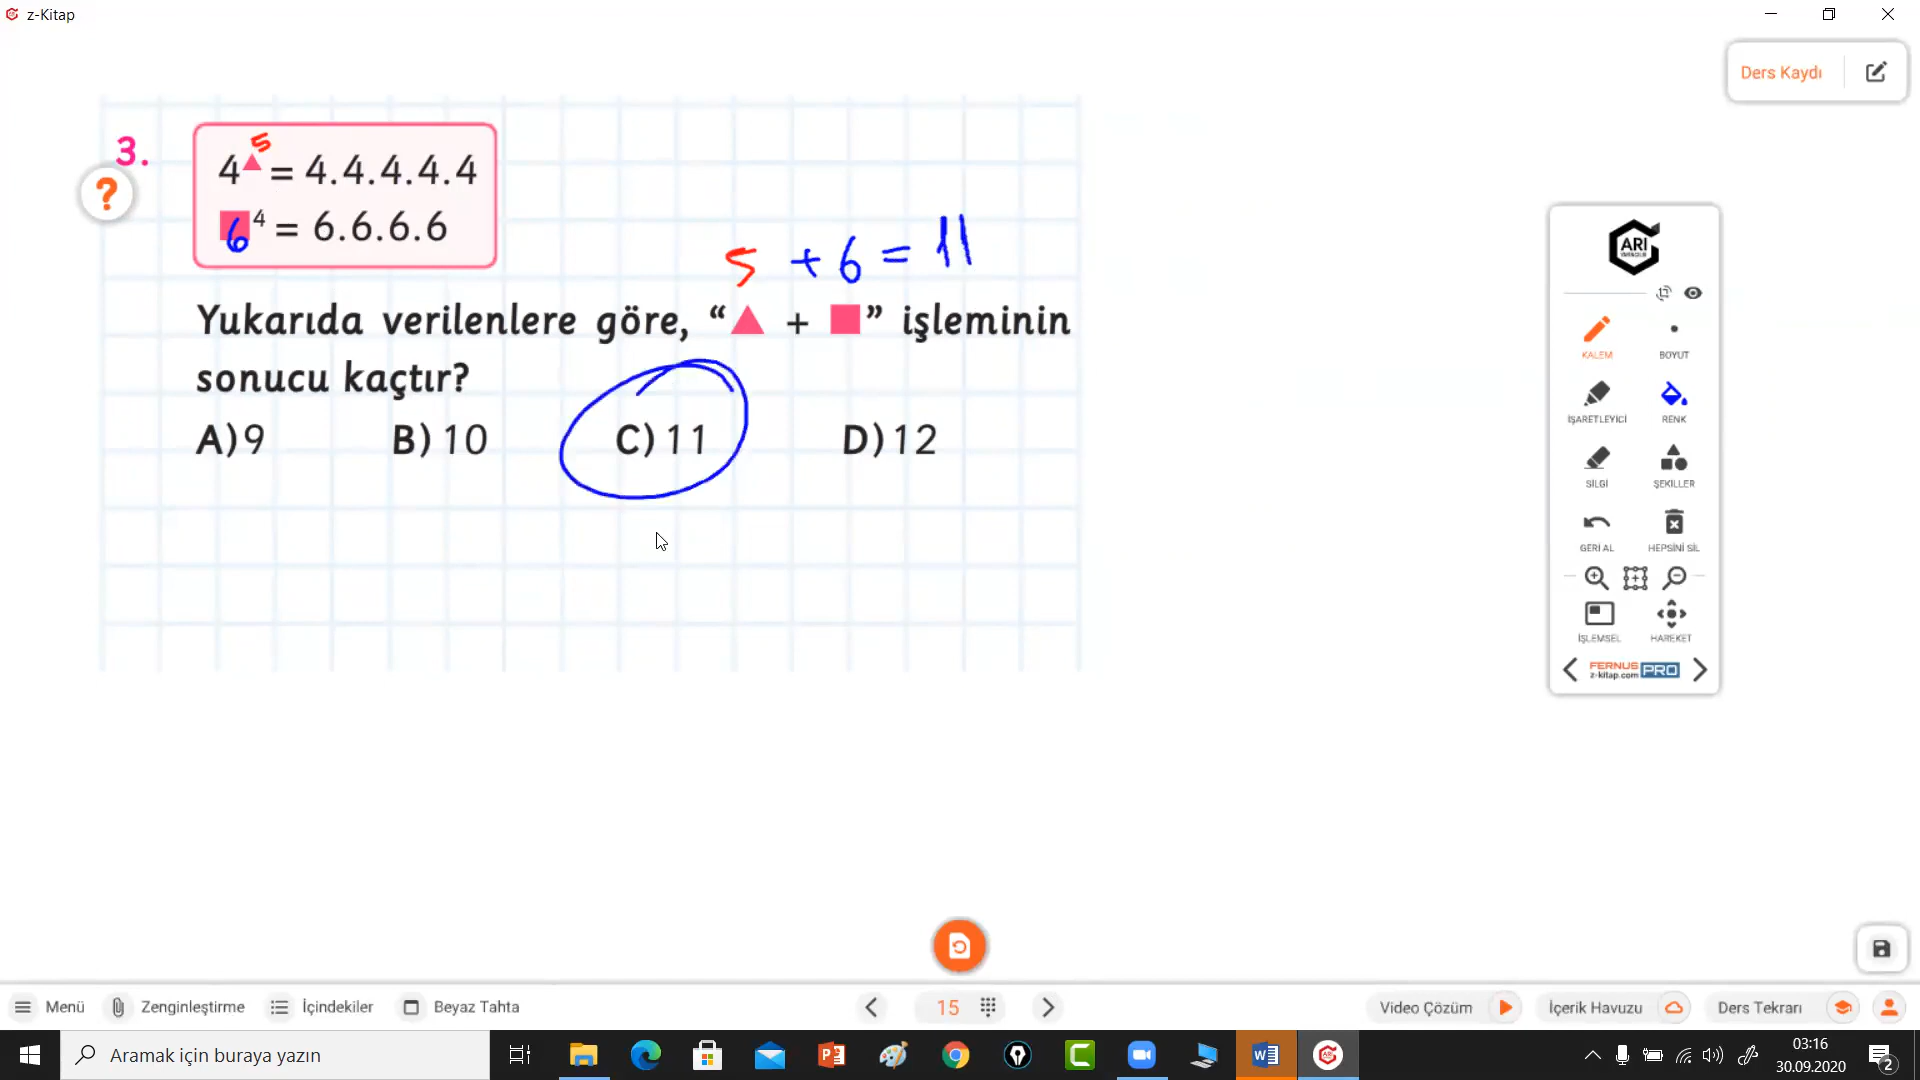 z-Kitap
Ders Kaydı
3.
?
4▲ 5 = 4.4.4.4.4
6 4 = 6.6.6.6
5 + 6 = 11
Yukarıda verilenlere göre, “▲ + ■” işleminin
sonucu kaçtır?
A) 9 B) 10 C) 11 D) 12
ARI
KALEM BOYUT
İŞARETLEYİCİ RENK
SİLGİ ŞEKİLLER
GERİ AL HEPSİNİ SİL
İŞLEMSEL HAREKET
FERNUS PRO
z-kitap.com
Menü Zenginleştirme İçindekiler Beyaz Tahta 15 Video Çözüm İçerik Havuzu Ders Tekrarı
Aramak için buraya yazın
03:16
30.09.2020
2